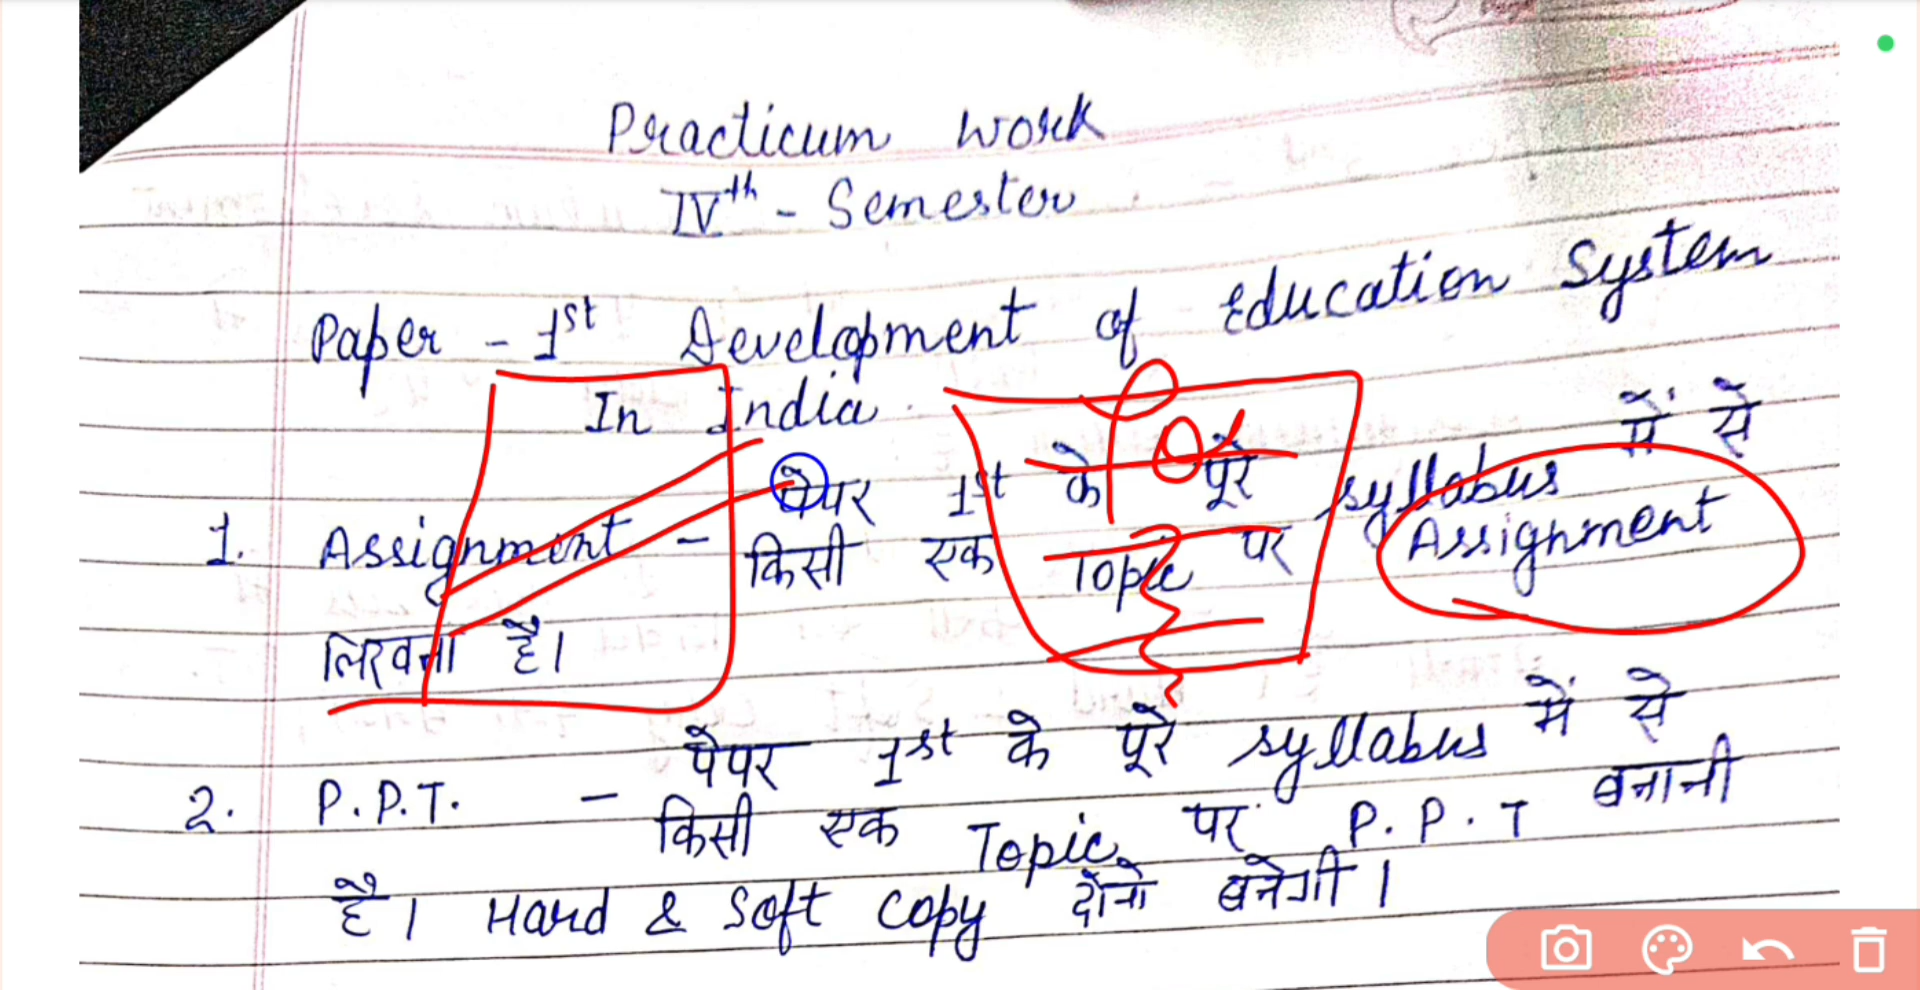 Practicum work
IVth - Semester
Paper - 1st Development of Education System
In India
पेपर 1st के पूरे syllabus में से
1. Assignment - किसी एक Topic पर Assignment
लिखना है।
पेपर 1st के पूरे syllabus में से
2. P.P.T. - किसी एक Topic पर P.P.T बनानी
है। Hard & Soft copy दोनो बनेगी।